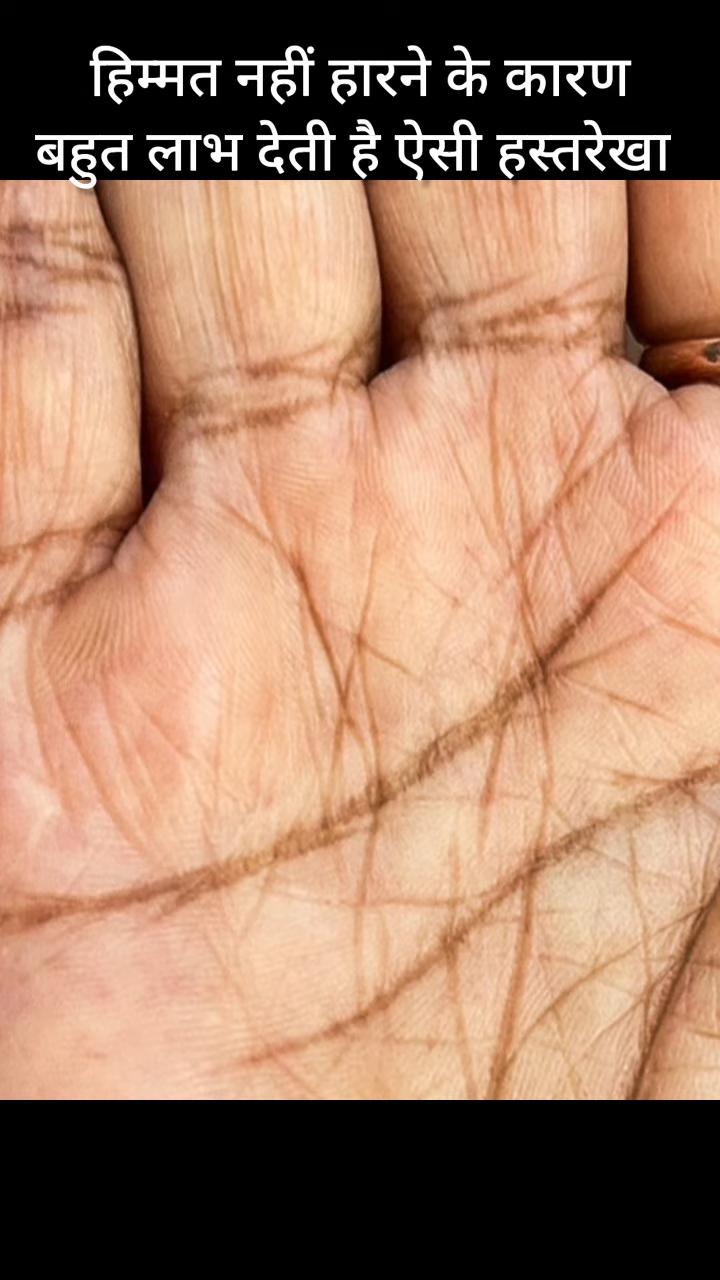 हिम्मत नहीं हारने के कारण
बहुत लाभ देती है ऐसी हस्तरेखा